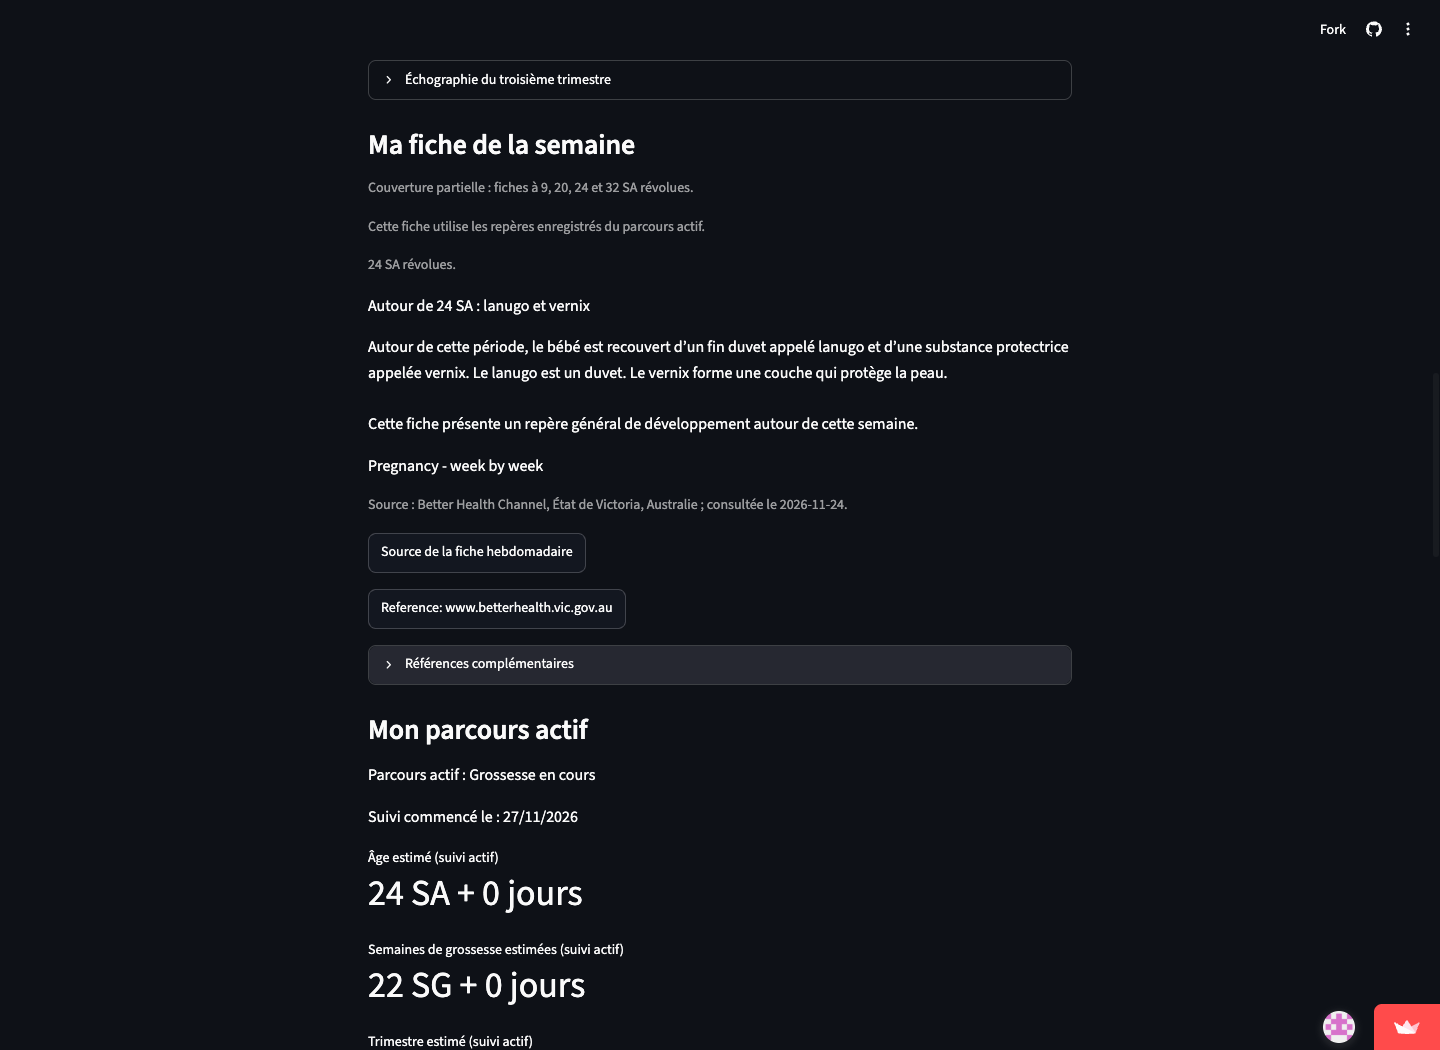 Fork
Échographie du troisième trimestre
Ma fiche de la semaine
Couverture partielle : fiches à 9, 20, 24 et 32 SA révolues.
Cette fiche utilise les repères enregistrés du parcours actif.
24 SA révolues.
Autour de 24 SA : lanugo et vernix
Autour de cette période, le bébé est recouvert d’un fin duvet appelé lanugo et d’une substance protectrice
appelée vernix. Le lanugo est un duvet. Le vernix forme une couche qui protège la peau.
Cette fiche présente un repère général de développement autour de cette semaine.
Pregnancy - week by week
Source : Better Health Channel, État de Victoria, Australie ; consultée le 2026-11-24.
Source de la fiche hebdomadaire
Reference: www.betterhealth.vic.gov.au
Références complémentaires
Mon parcours actif
Parcours actif : Grossesse en cours
Suivi commencé le : 27/11/2026
Âge estimé (suivi actif)
24 SA + 0 jours
Semaines de grossesse estimées (suivi actif)
22 SG + 0 jours
Trimestre estimé (suivi actif)